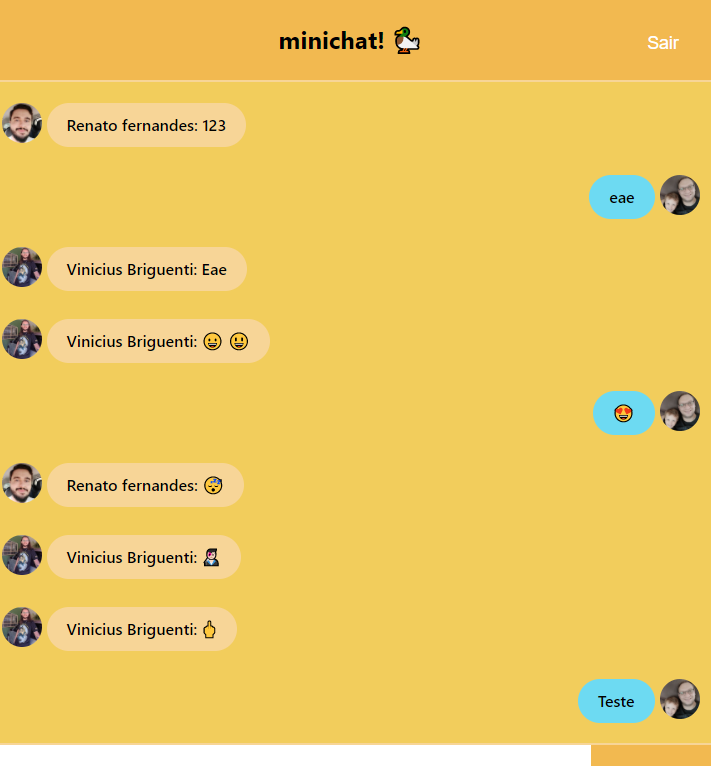 minichat! 🦆
Sair
Renato fernandes: 123
eae
Vinicius Briguenti: Eae
Vinicius Briguenti: 😀 😃
😍
Renato fernandes: 😴
Vinicius Briguenti: 🧛🏻
Vinicius Briguenti: 🖕
Teste